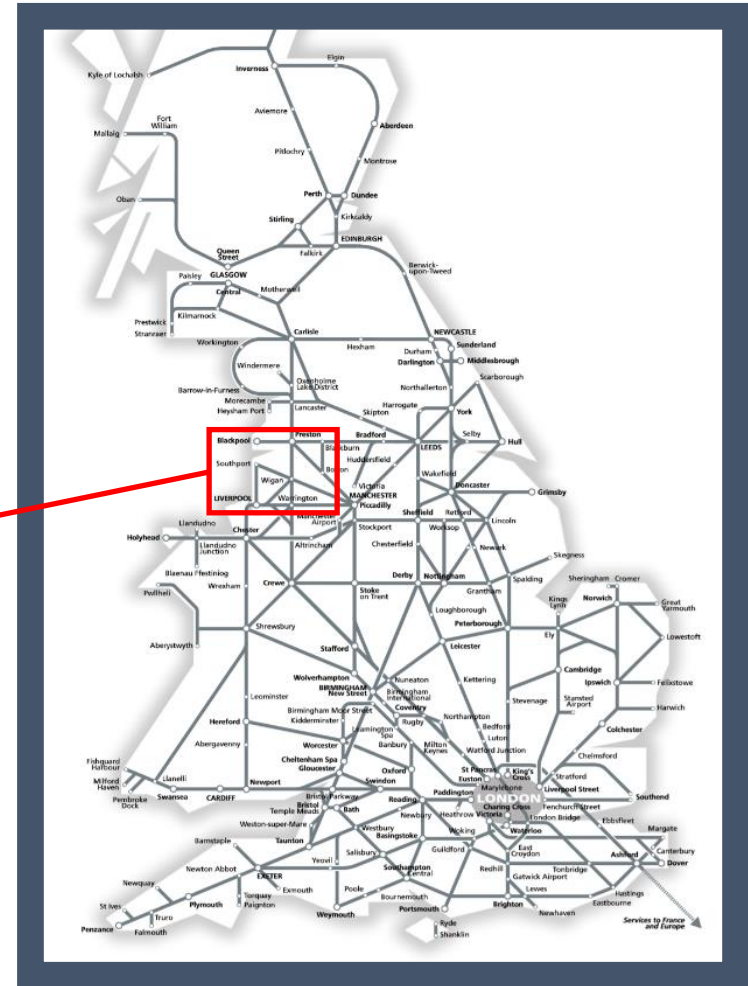 Elgin
Inverness
Kyle of Lochalsh
Aviemore
Fort
William
Mallaig
Aberdeen
Pitlochry
Montrose
Perth
Dundee
Oban
Stirling
Kirkcaldy
EDINBURGH
Queen
Street
Falkirk
Berwick-
upon-Tweed
Paisley
GLASGOW
Central
Motherwell
Prestwick
Kilmarnock
Stranraer
Carlisle
NEWCASTLE
Workington
Hexham
Sunderland
Durham
Darlington
Middlesbrough
Windermere
Scarborough
Oxenholme
Lake District
Barrow-in-Furness
Northallerton
Morecambe
Heysham Port
Lancaster
Harrogate
York
Skipton
Blackpool
Preston
Bradford
Selby
Blackburn
LEEDS
Hull
Southport
Huddersfield
Bolton
Wakefield
Wigan
Victoria
Doncaster
LIVERPOOL
Warrington
MANCHESTER
Piccadilly
Grimsby
Manchester
Airport
Sheffield
Retford
Llandudno
Chester
Stockport
Worksop
Lincoln
Holyhead
Llandudno
Junction
Altrincham
Chesterfield
Newark
Blaenau Ffestiniog
Skegness
Pwllheli
Wrexham
Crewe
Stoke
on Trent
Derby
Nottingham
Grantham
Spalding
Sheringham
Cromer
Kings
Lynn
Norwich
Great
Yarmouth
Loughborough
Peterborough
Ely
Shrewsbury
Lowestoft
Aberystwyth
Stafford
Leicester
Cambridge
Wolverhampton
Nuneaton
Kettering
Ipswich
Felixstowe
BIRMINGHAM
New Street
Birmingham
International
Leominster
Stevenage
Stansted
Airport
Harwich
Birmingham Moor Street
Coventry
Kidderminster
Rugby
Northampton
Hereford
Leamington
Spa
Bedford
Colchester
Worcester
Banbury
Milton
Keynes
Luton
Abergavenny
Watford Junction
Chelmsford
Cheltenham Spa
Gloucester
Oxford
St Pancras
King's
Cross
Fishguard
Harbour
Euston
Stratford
Milford
Haven
Llanelli
Newport
Swindon
Marylebone
Liverpool Street
Pembroke
Dock
Swansea
CARDIFF
Bristol Parkway
Reading
Paddington
LONDON
Southend
Bristol
Temple Meads
Bath
Charing Cross
Fenchurch Street
Newbury
Heathrow
Victoria
London Bridge
Ebbsfleet
Weston-super-Mare
Westbury
Basingstoke
Woking
Waterloo
Margate
Barnstaple
Taunton
Salisbury
Guildford
East
Croydon
Canterbury
Newton Abbot
Yeovil
Southampton
Central
Redhill
Tonbridge
Ashford
Dover
Newquay
EXETER
Gatwick Airport
Exmouth
Poole
Lewes
Hastings
St Ives
Plymouth
Torquay
Paignton
Bournemouth
Brighton
Eastbourne
Truro
Weymouth
Portsmouth
Newhaven
Penzance
Falmouth
Ryde
Shanklin
Services to France
and Europe